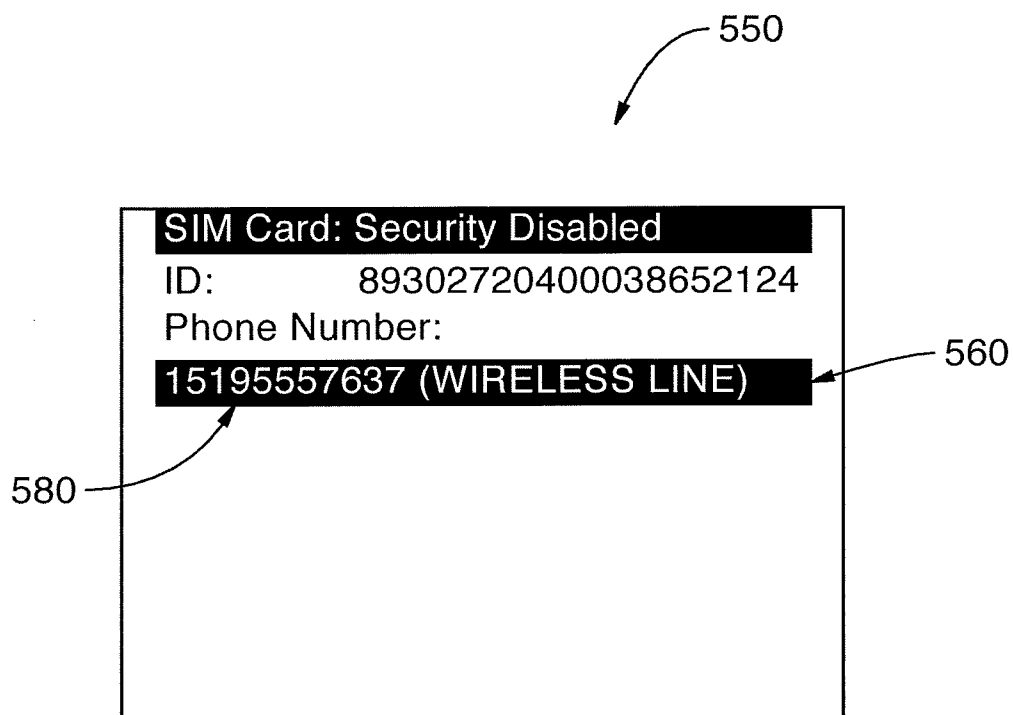 550
SIM Card: Security Disabled
ID: 89302720400038652124
Phone Number:
15195557637 (WIRELESS LINE)
560
580